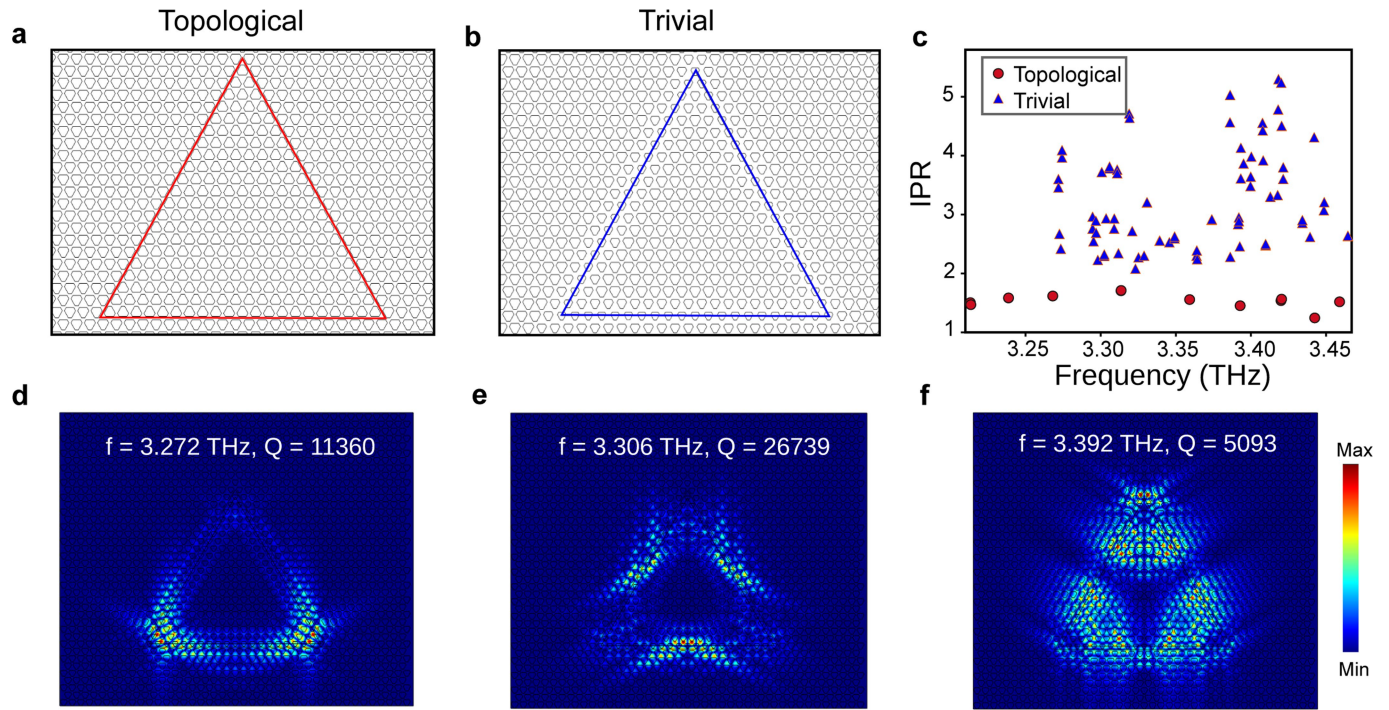 a
Topological
b
Trivial
c
Topological
Trivial
5
4
3
2
1
IPR
3.25
3.30
3.35
3.40
3.45
Frequency (THz)
d
f = 3.272 THz, Q = 11360
e
f = 3.306 THz, Q = 26739
f
f = 3.392 THz, Q = 5093
Max
Min